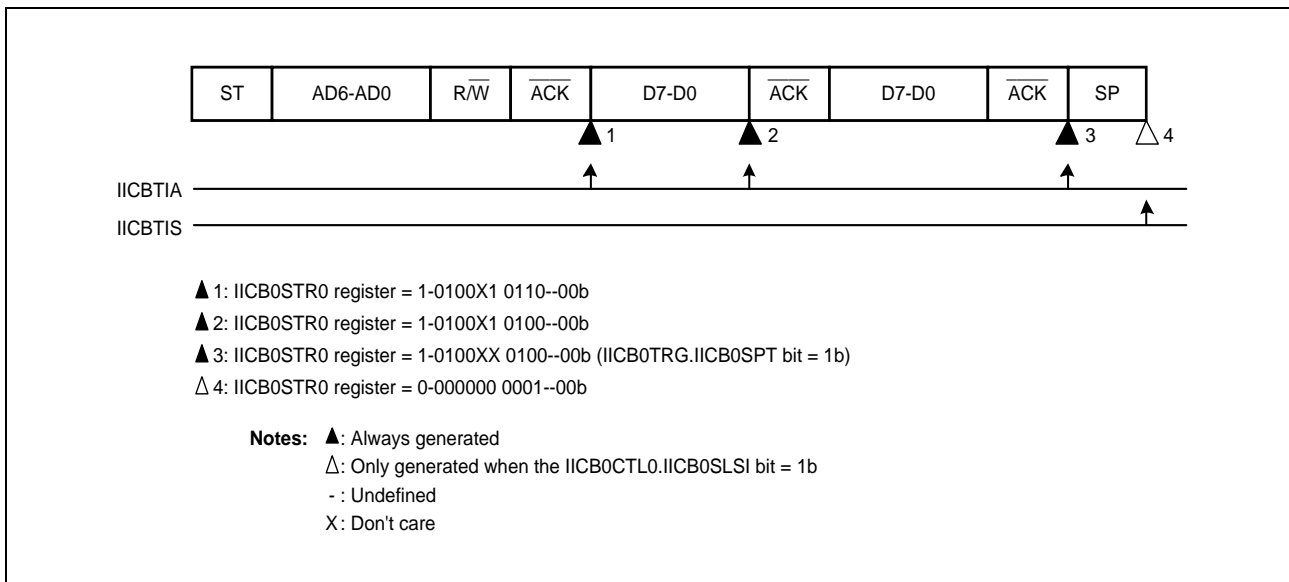 ST AD6-AD0 R/W̅ A̅C̅K̅ D7-D0 A̅C̅K̅ D7-D0 A̅C̅K̅ SP
▲1 ▲2 ▲3 △4
IICBTIA
IICBTIS
▲1: IICB0STR0 register = 1-0100X1 0110--00b
▲2: IICB0STR0 register = 1-0100X1 0100--00b
▲3: IICB0STR0 register = 1-0100XX 0100--00b (IICB0TRG.IICB0SPT bit = 1b)
△4: IICB0STR0 register = 0-000000 0001--00b
Notes: ▲: Always generated
△: Only generated when the IICB0CTL0.IICB0SLSI bit = 1b
- : Undefined
X: Don't care